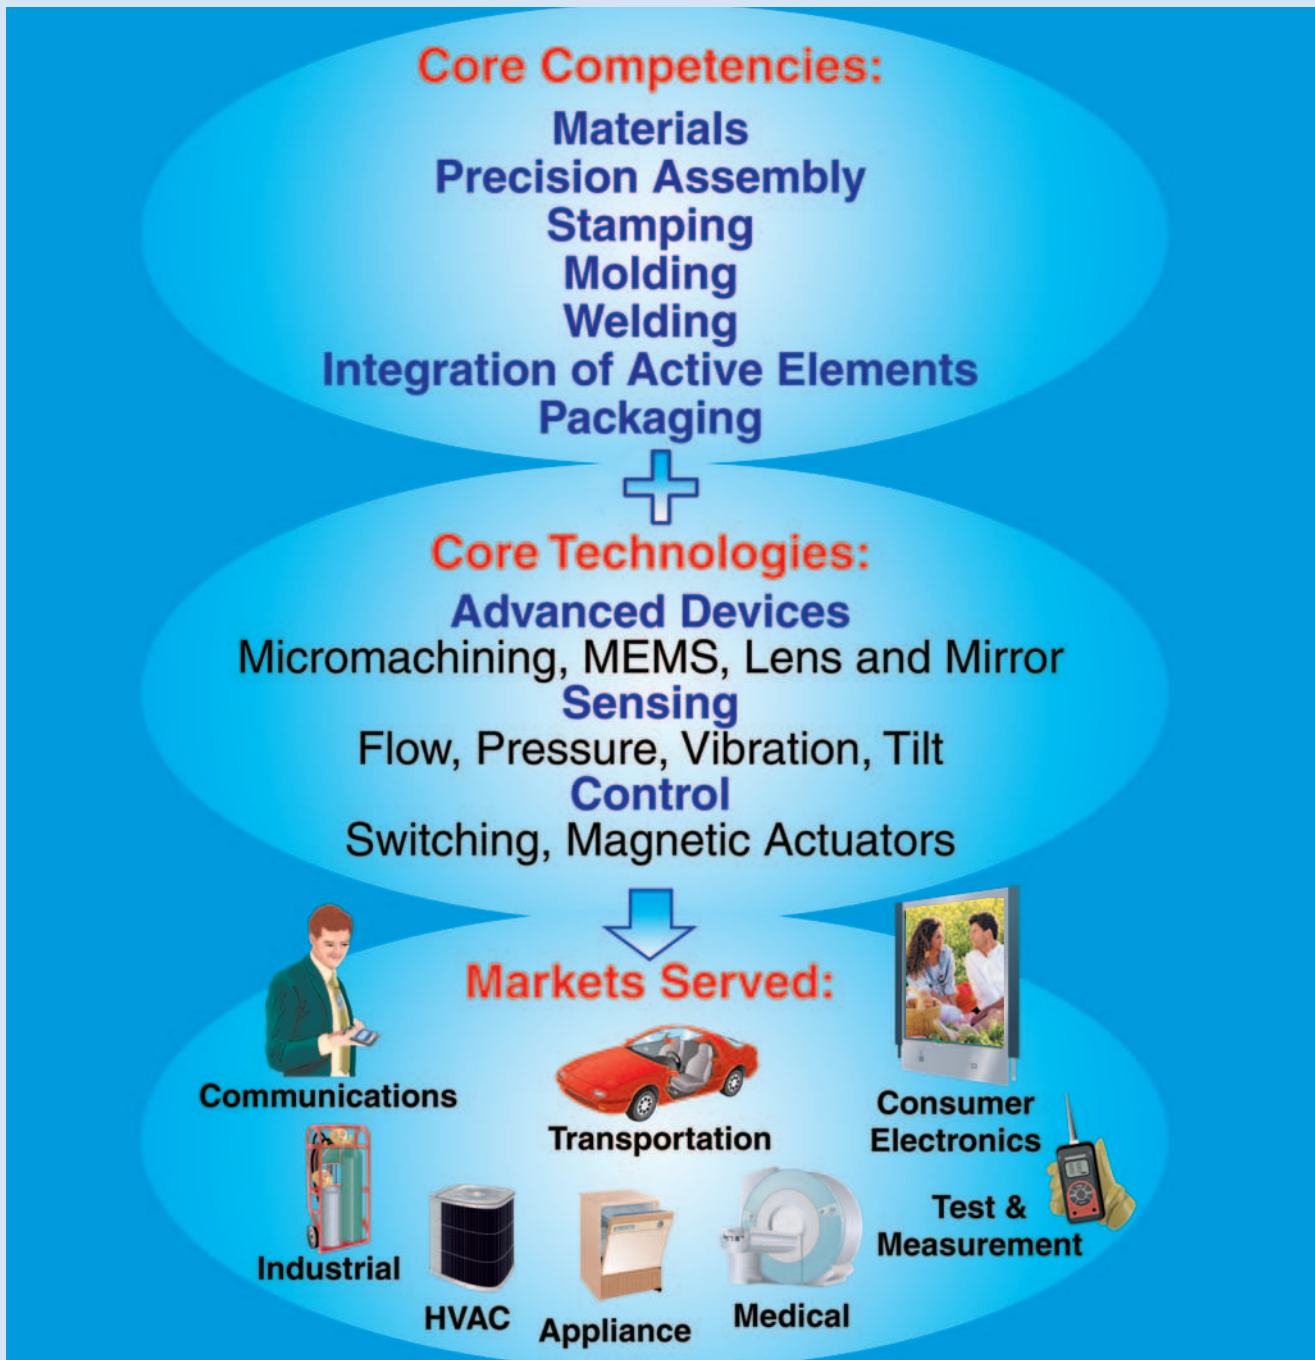 Core Competencies:
Materials
Precision Assembly
Stamping
Molding
Welding
Integration of Active Elements
Packaging
Core Technologies:
Advanced Devices
Micromachining, MEMS, Lens and Mirror
Sensing
Flow, Pressure, Vibration, Tilt
Control
Switching, Magnetic Actuators
Markets Served:
Communications
Transportation
Consumer
Electronics
Industrial
HVAC
Appliance
Medical
Test &
Measurement